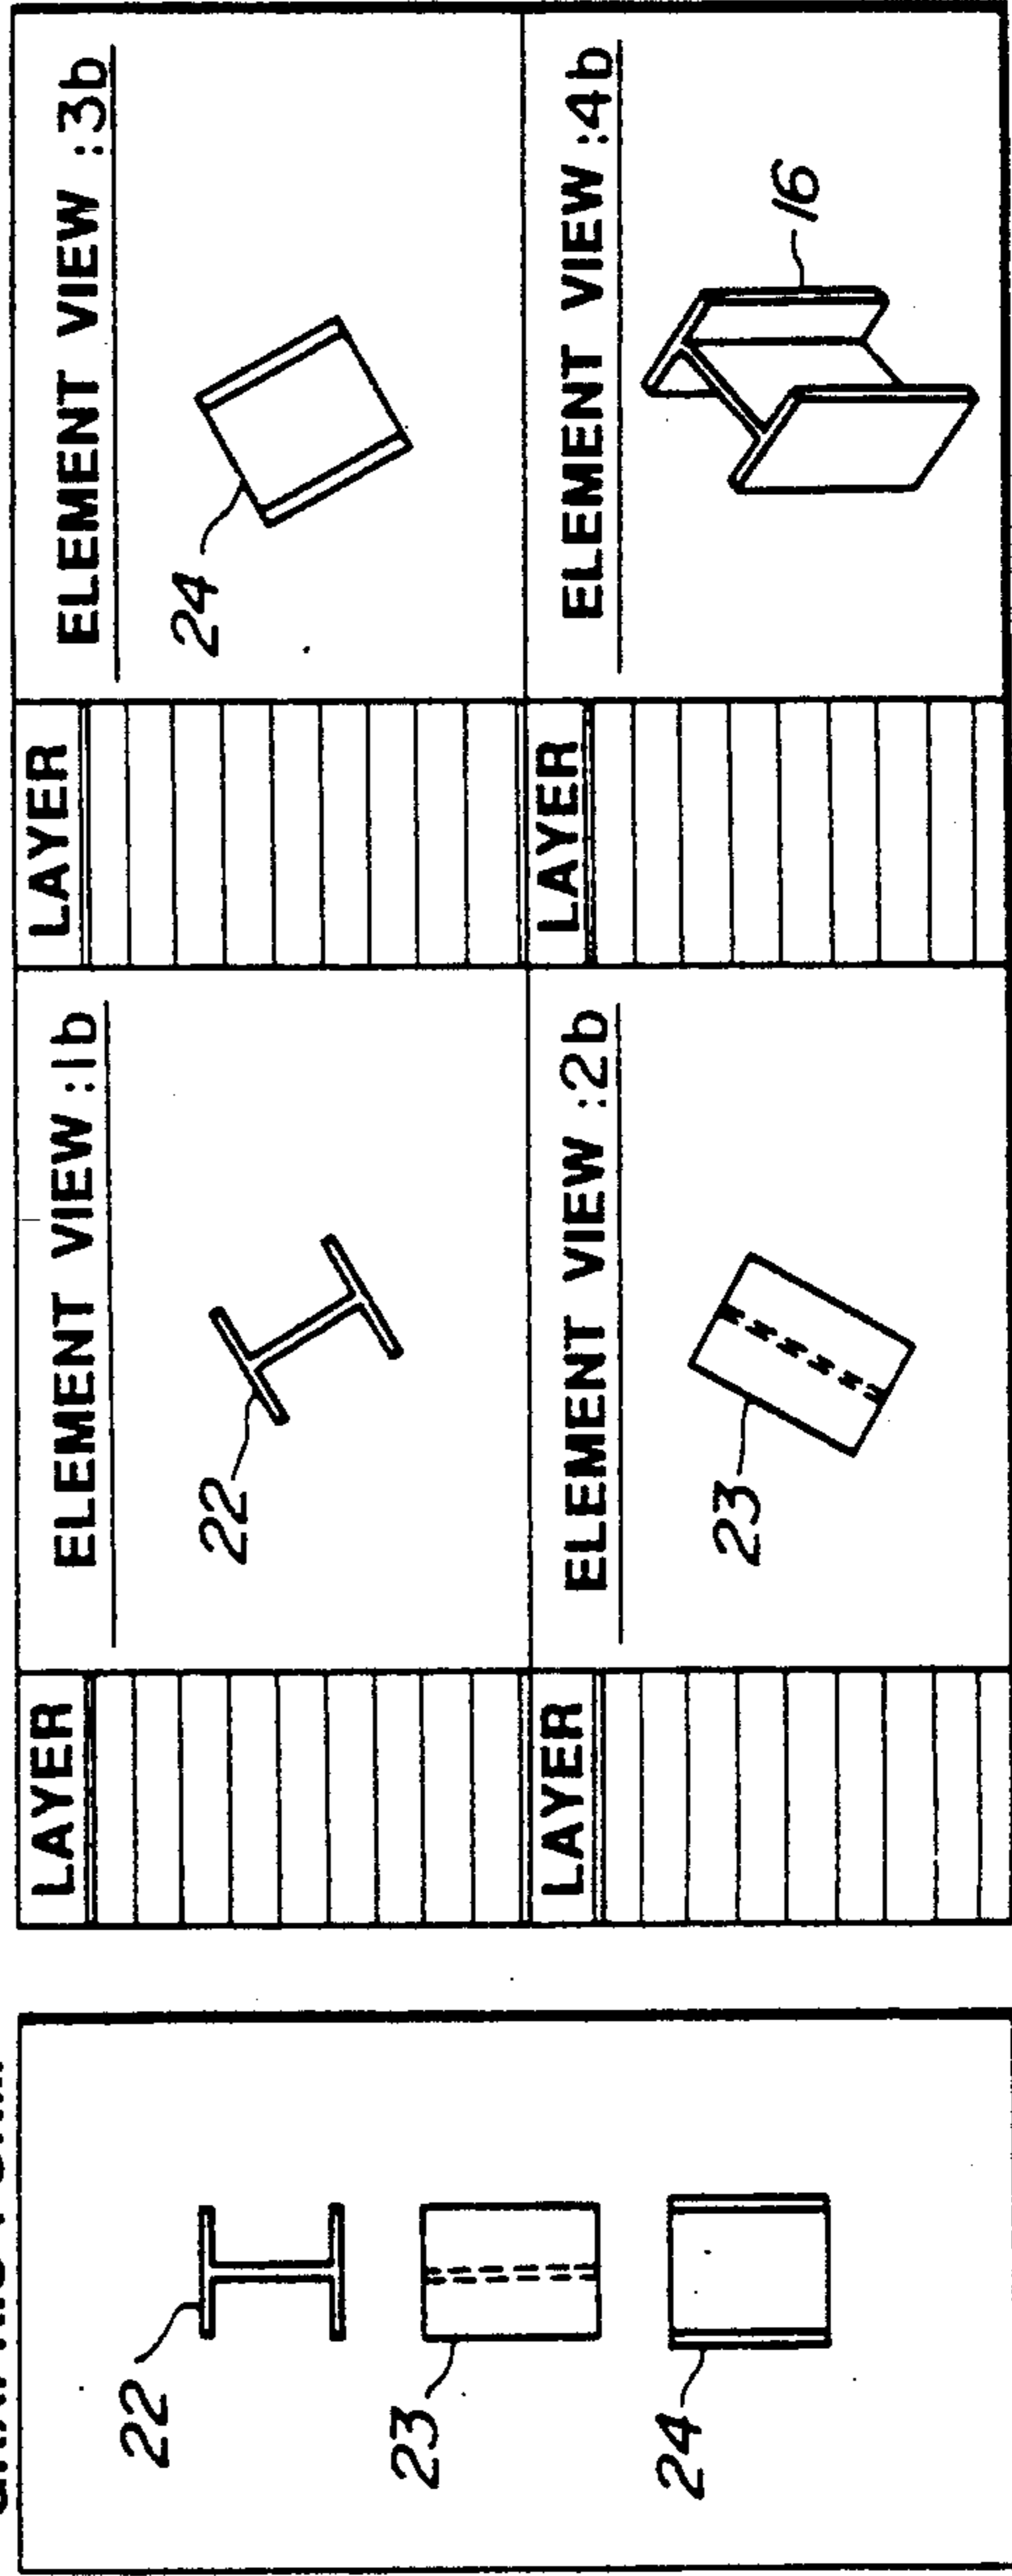 22
23
24
LAYER
ELEMENT VIEW :1b
22
LAYER
ELEMENT VIEW :3b
24
LAYER
ELEMENT VIEW :2b
23
LAYER
ELEMENT VIEW :4b
16